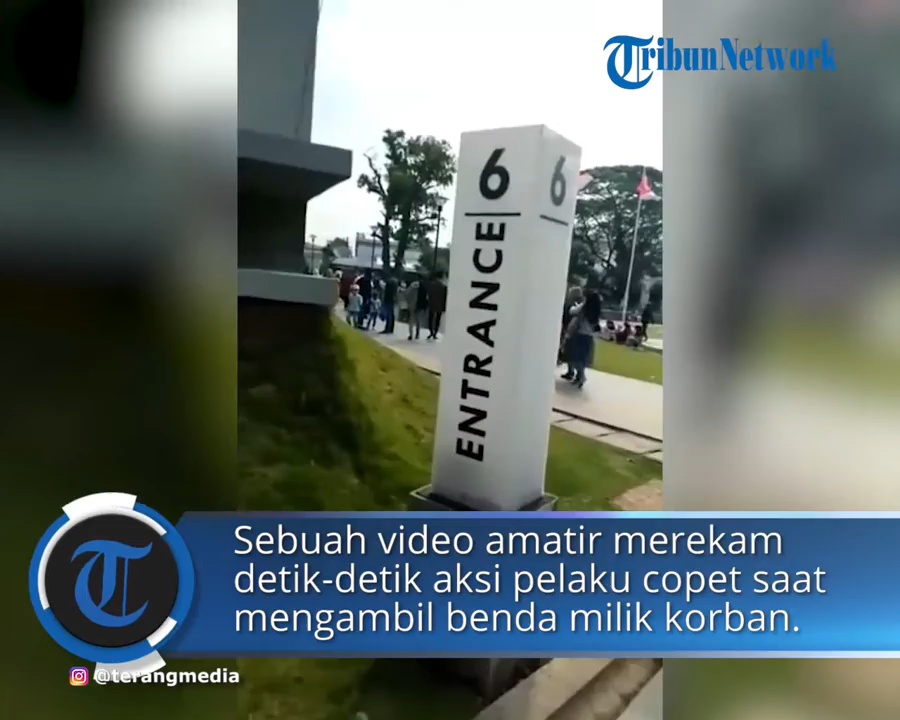 TribunNetwork
6
6
ENTRANCE
Sebuah video amatir merekam
detik-detik aksi pelaku copet saat
mengambil benda milik korban.
@terangmedia